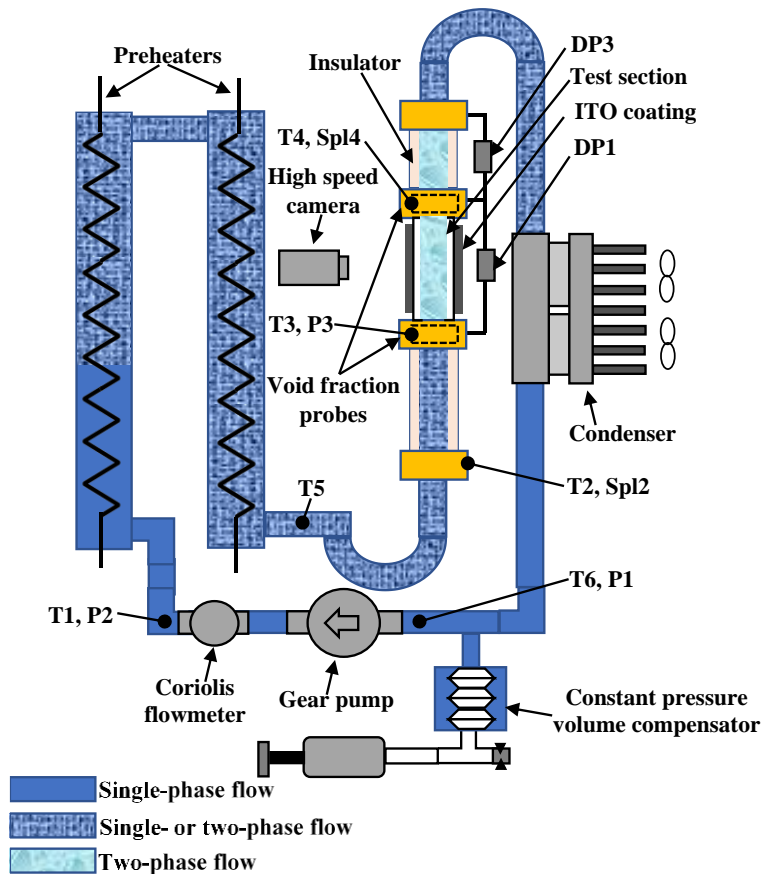 Preheaters
Insulator
DP3
Test section
ITO coating
DP1
T4, Spl4
High speed
camera
T3, P3
Void fraction
probes
Condenser
T5
T2, Spl2
T6, P1
T1, P2
Coriolis
flowmeter
Gear pump
Constant pressure
volume compensator
Single-phase flow
Single- or two-phase flow
Two-phase flow